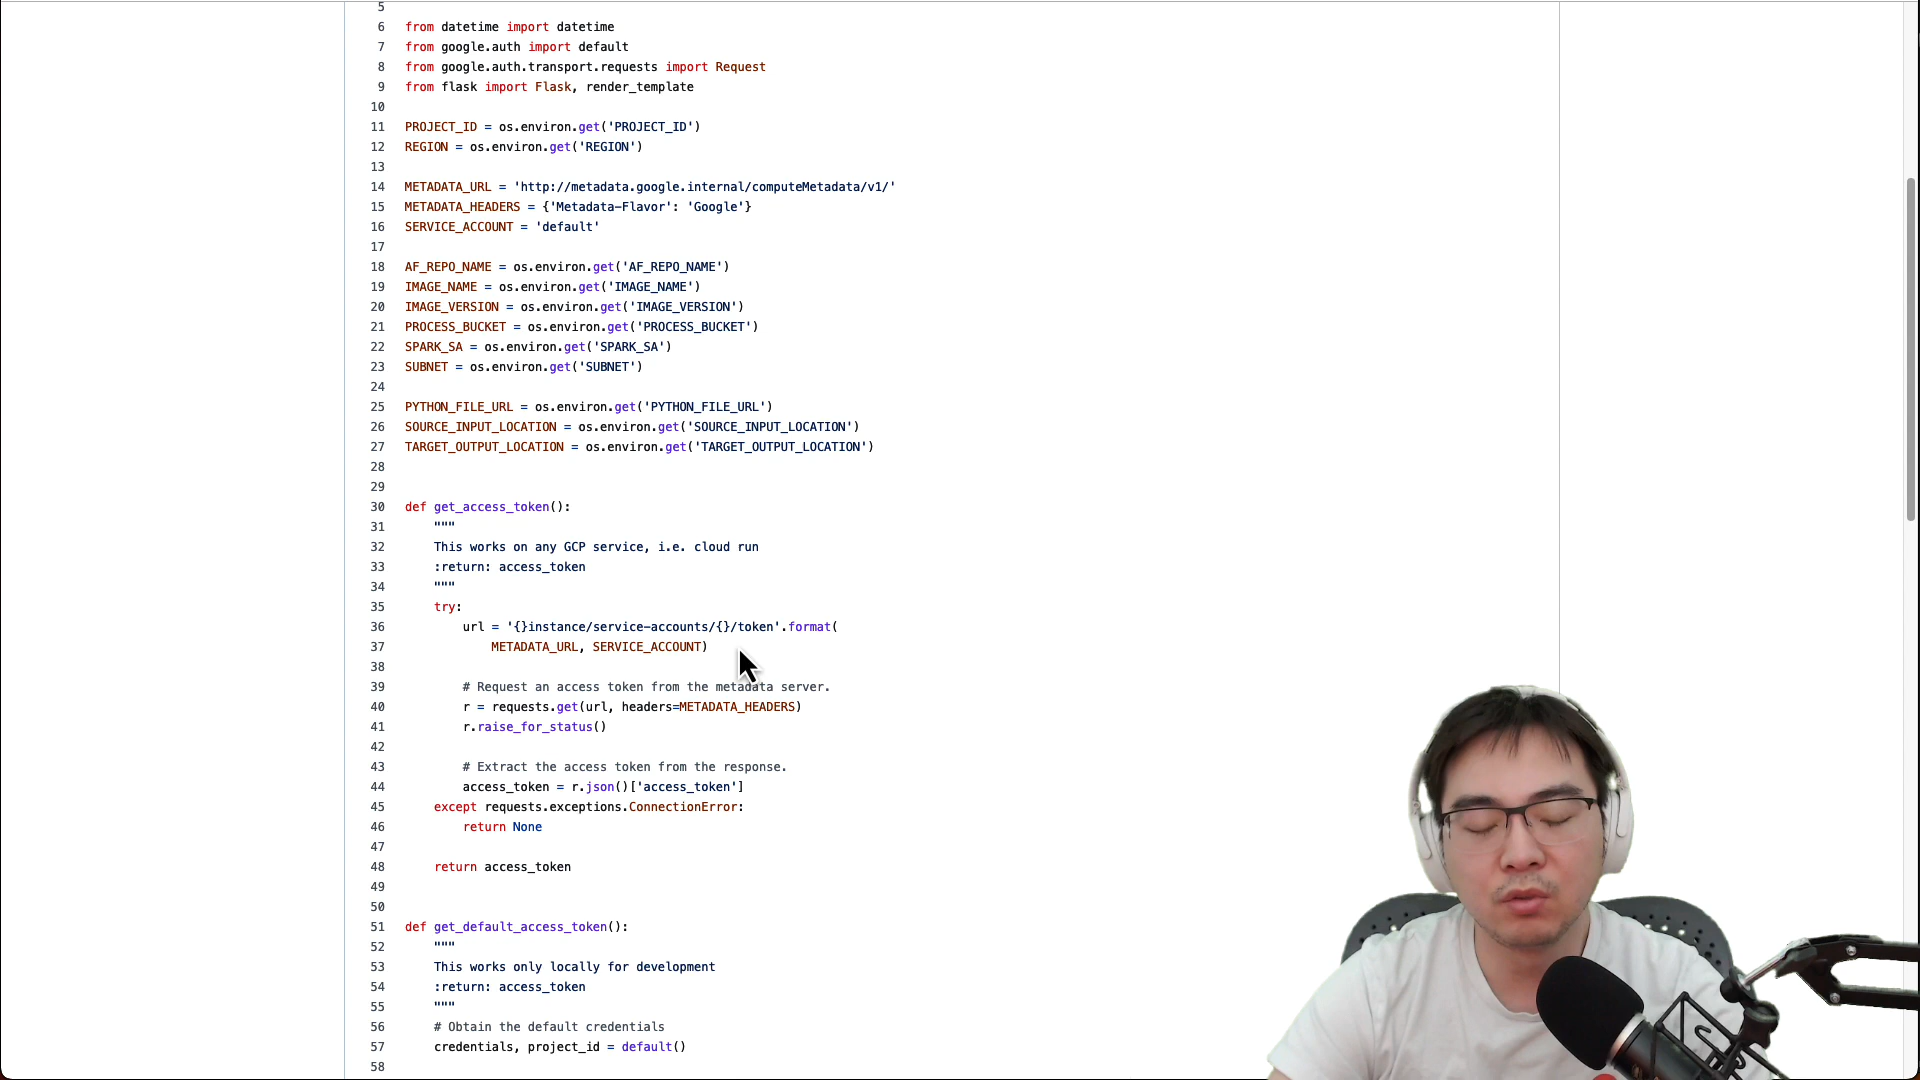 5
6 from datetime import datetime
7 from google.auth import default
8 from google.auth.transport.requests import Request
9 from flask import Flask, render_template
10
11 PROJECT_ID = os.environ.get('PROJECT_ID')
12 REGION = os.environ.get('REGION')
13
14 METADATA_URL = 'http://metadata.google.internal/computeMetadata/v1/'
15 METADATA_HEADERS = {'Metadata-Flavor': 'Google'}
16 SERVICE_ACCOUNT = 'default'
17
18 AF_REPO_NAME = os.environ.get('AF_REPO_NAME')
19 IMAGE_NAME = os.environ.get('IMAGE_NAME')
20 IMAGE_VERSION = os.environ.get('IMAGE_VERSION')
21 PROCESS_BUCKET = os.environ.get('PROCESS_BUCKET')
22 SPARK_SA = os.environ.get('SPARK_SA')
23 SUBNET = os.environ.get('SUBNET')
24
25 PYTHON_FILE_URL = os.environ.get('PYTHON_FILE_URL')
26 SOURCE_INPUT_LOCATION = os.environ.get('SOURCE_INPUT_LOCATION')
27 TARGET_OUTPUT_LOCATION = os.environ.get('TARGET_OUTPUT_LOCATION')
28
29
30 def get_access_token():
31 """
32 This works on any GCP service, i.e. cloud run
33 :return: access_token
34 """
35 try:
36 url = '{}instance/service-accounts/{}/token'.format(
37 METADATA_URL, SERVICE_ACCOUNT)
38
39 # Request an access token from the metadata server.
40 r = requests.get(url, headers=METADATA_HEADERS)
41 r.raise_for_status()
42
43 # Extract the access token from the response.
44 access_token = r.json()['access_token']
45 except requests.exceptions.ConnectionError:
46 return None
47
48 return access_token
49
50
51 def get_default_access_token():
52 """
53 This works only locally for development
54 :return: access_token
55 """
56 # Obtain the default credentials
57 credentials, project_id = default()
58